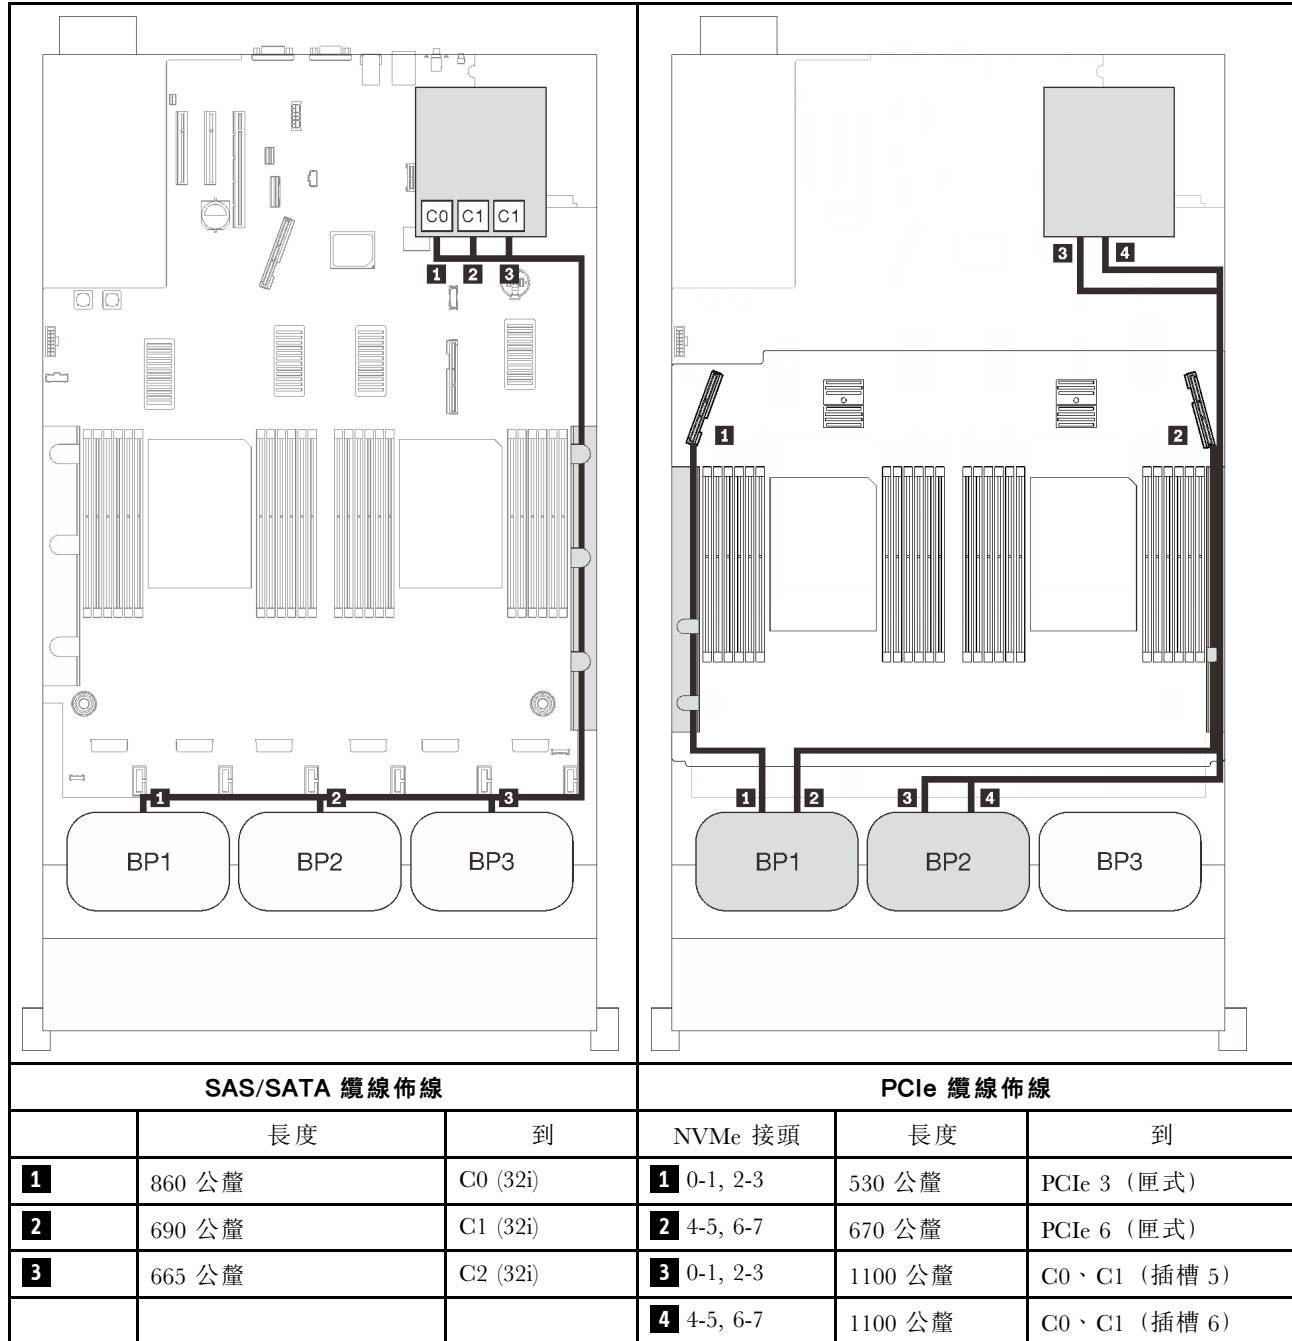 C0 C1 C1
1 2 3
1 2 3
BP1 BP2 BP3
3 4
1 2
1 2 3 4
BP1 BP2 BP3
SAS/SATA 纜線佈線 PCIe 纜線佈線
長度 到 NVMe 接頭 長度 到
1 860 公釐 C0 (32i) 1 0-1, 2-3 530 公釐 PCIe 3（匣式）
2 690 公釐 C1 (32i) 2 4-5, 6-7 670 公釐 PCIe 6（匣式）
3 665 公釐 C2 (32i) 3 0-1, 2-3 1100 公釐 C0、C1（插槽 5）
4 4-5, 6-7 1100 公釐 C0、C1（插槽 6）